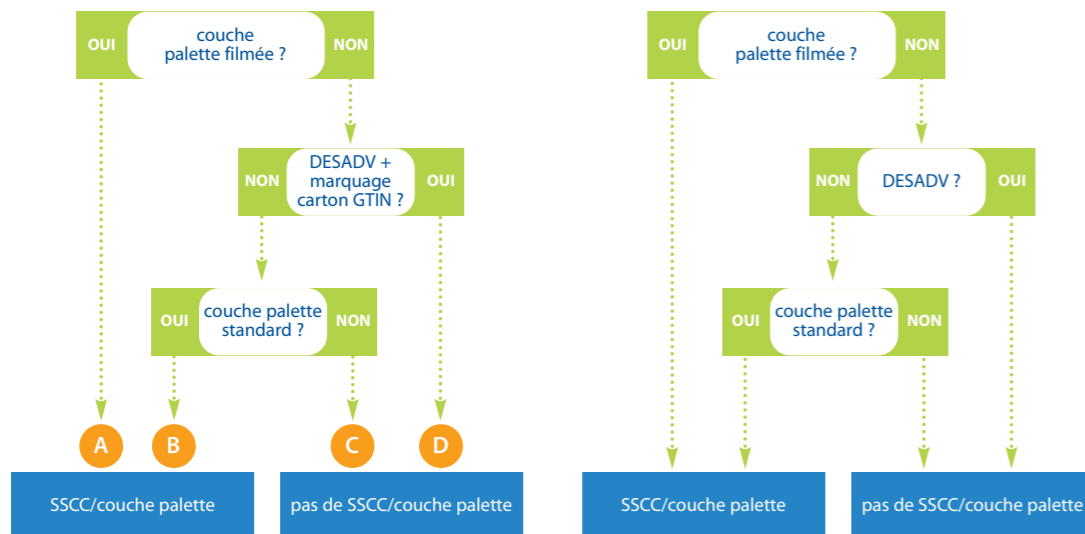 OUI
couche
palette filmée ?
NON
NON
DESADV +
marquage
carton GTIN ?
OUI
OUI
couche palette
standard ?
NON
A
B
C
D
SSCC/couche palette
pas de SSCC/couche palette
OUI
couche
palette filmée ?
NON
NON
DESADV ?
OUI
OUI
couche palette
standard ?
NON
SSCC/couche palette
pas de SSCC/couche palette